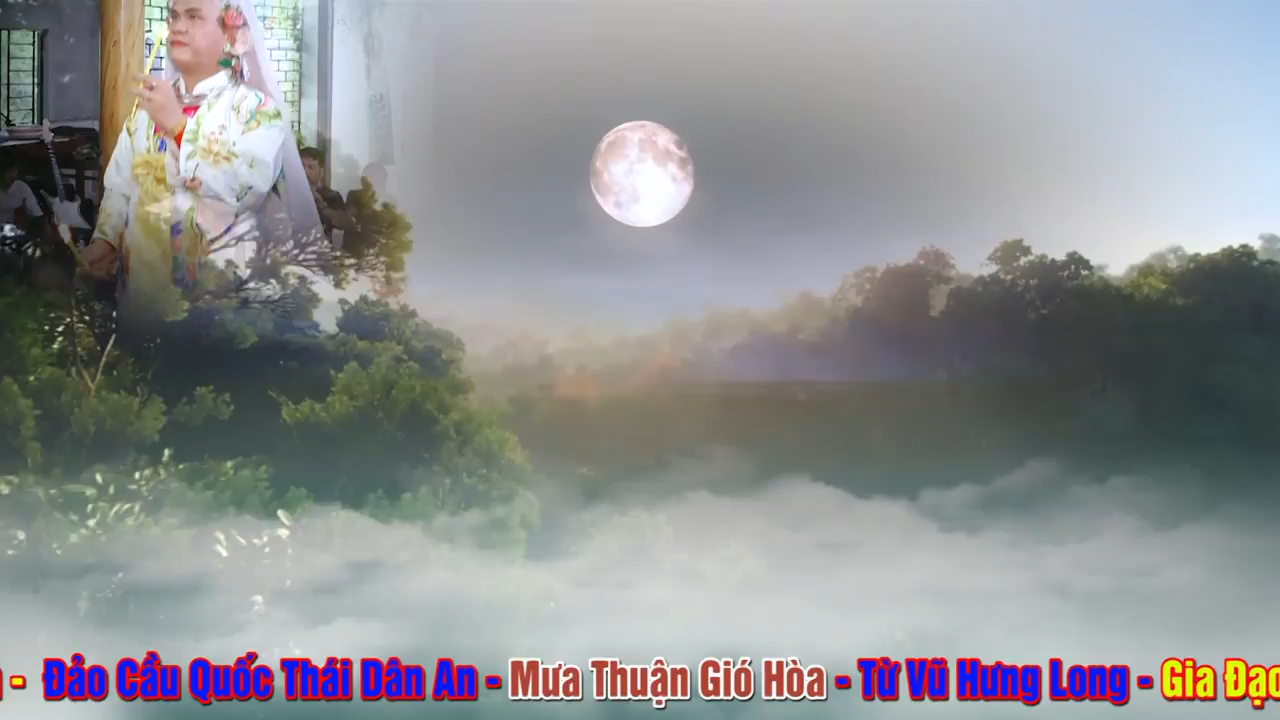 - Đảo Cầu Quốc Thái Dân An - Mưa Thuận Gió Hòa - Từ Vũ Hưng Long - Gia Đạo